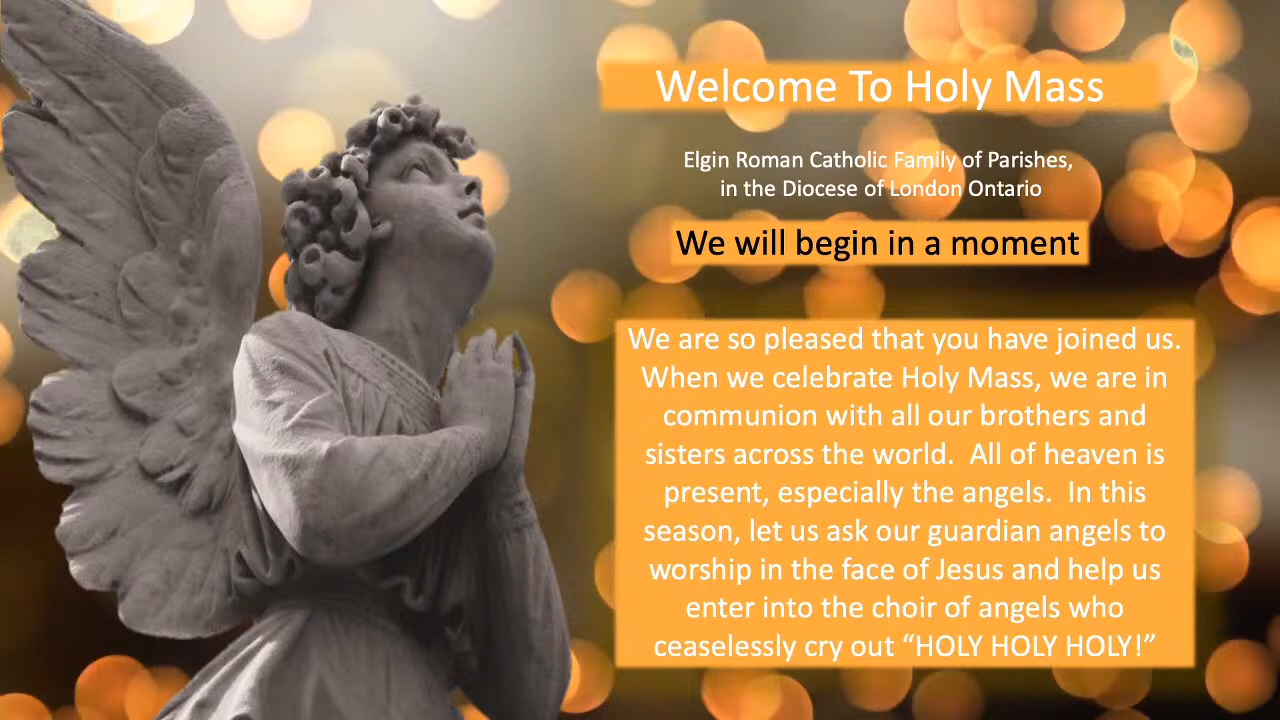 Welcome To Holy Mass
Elgin Roman Catholic Family of Parishes,
in the Diocese of London Ontario
We will begin in a moment
We are so pleased that you have joined us.
When we celebrate Holy Mass, we are in
communion with all our brothers and
sisters across the world.  All of heaven is
present, especially the angels.  In this
season, let us ask our guardian angels to
worship in the face of Jesus and help us
enter into the choir of angels who
ceaselessly cry out “HOLY HOLY HOLY!”